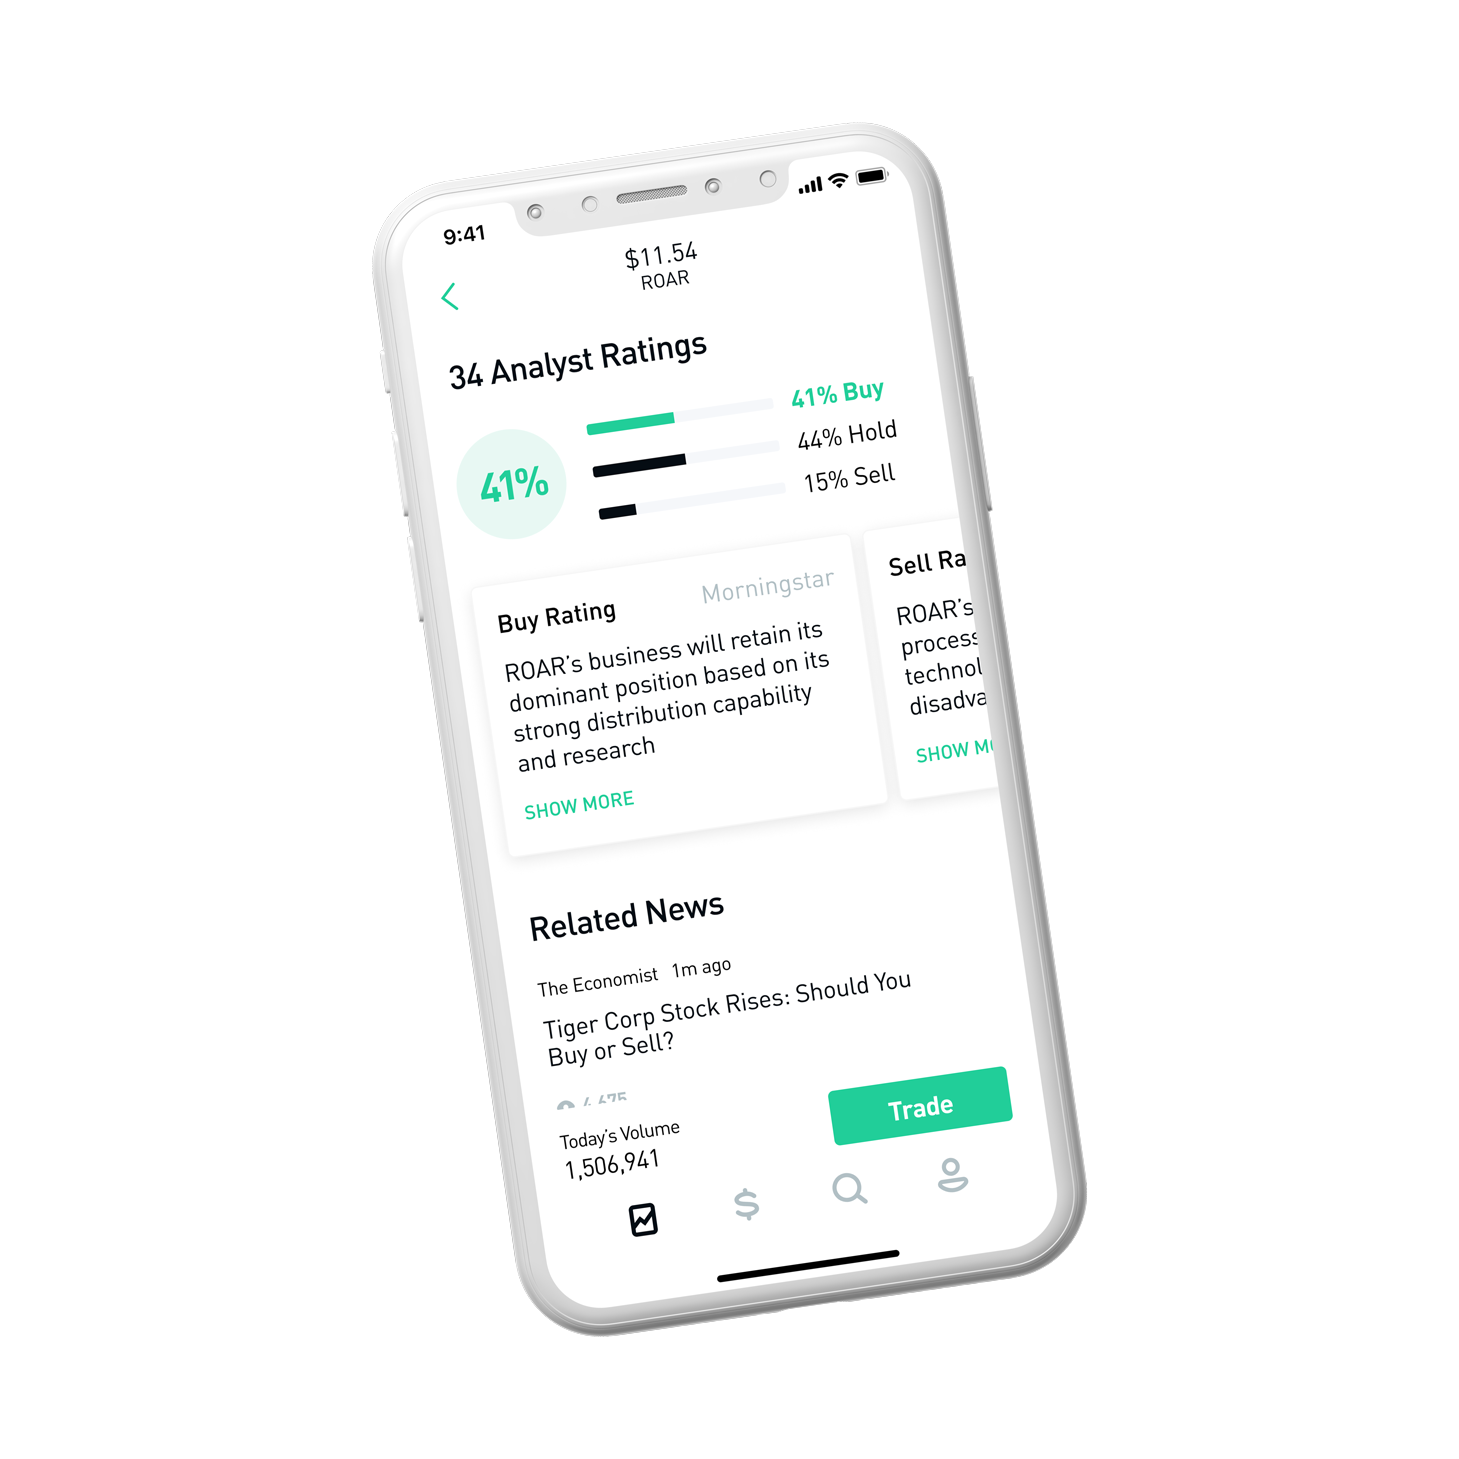 9:41
$11.54
ROAR
34 Analyst Ratings
41%
41% Buy
44% Hold
15% Sell
Buy Rating
Morningstar
ROAR's business will retain its
dominant position based on its
strong distribution capability
and research
SHOW MORE
Sell Ra
ROAR's
process
technol
disadva
SHOW MO
Related News
The Economist 1m ago
Tiger Corp Stock Rises: Should You
Buy or Sell?
4,675
Today's Volume
1,506,941
Trade